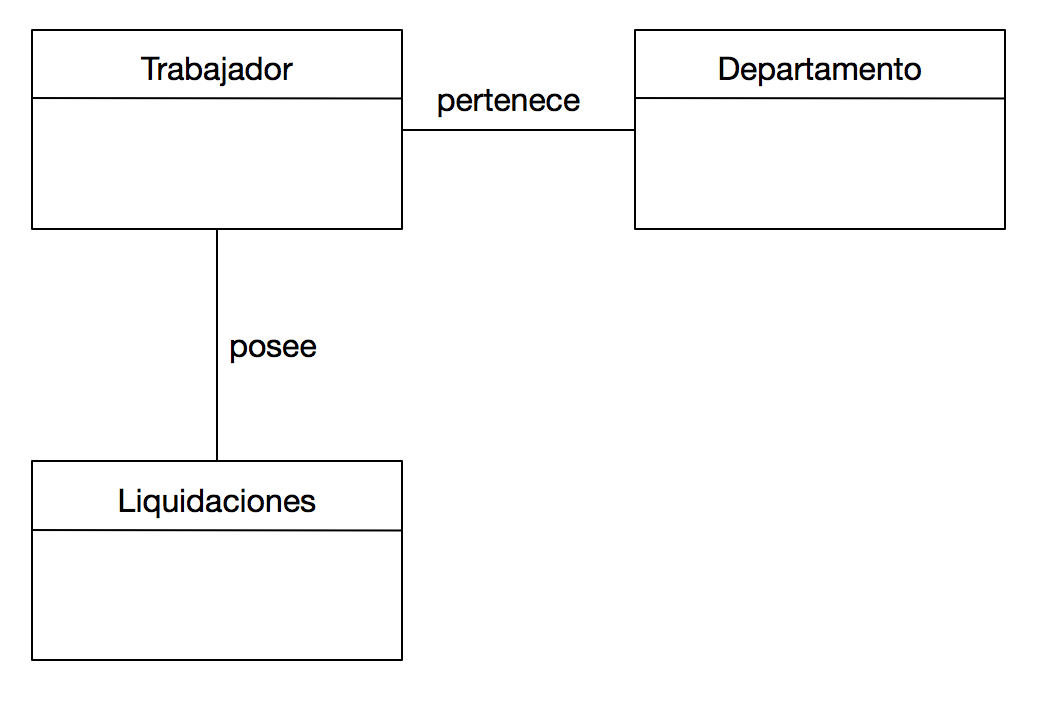 Trabajador
Departamento
pertenece
posee
Liquidaciones